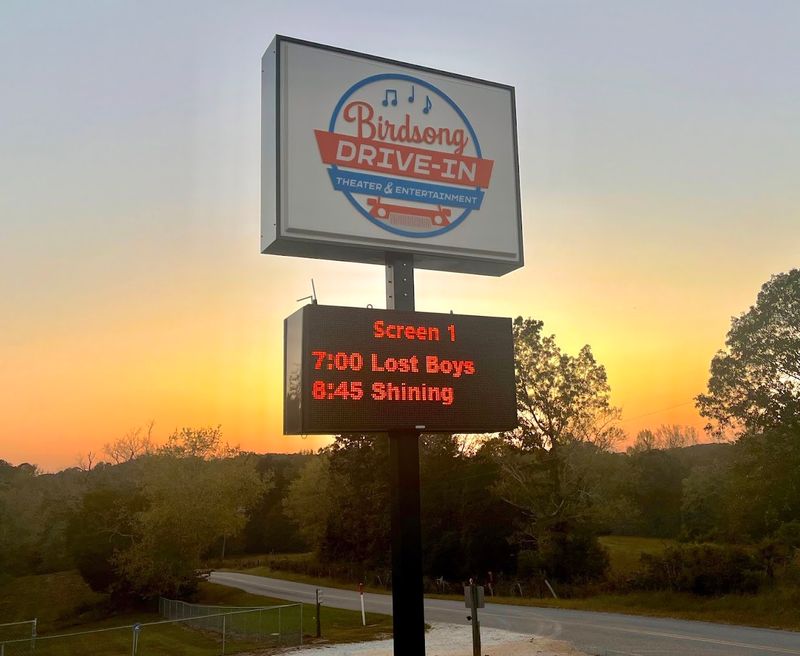 Birdsong
DRIVE-IN
THEATER & ENTERTAINMENT
Screen 1
7:00 Lost Boys
8:45 Shining